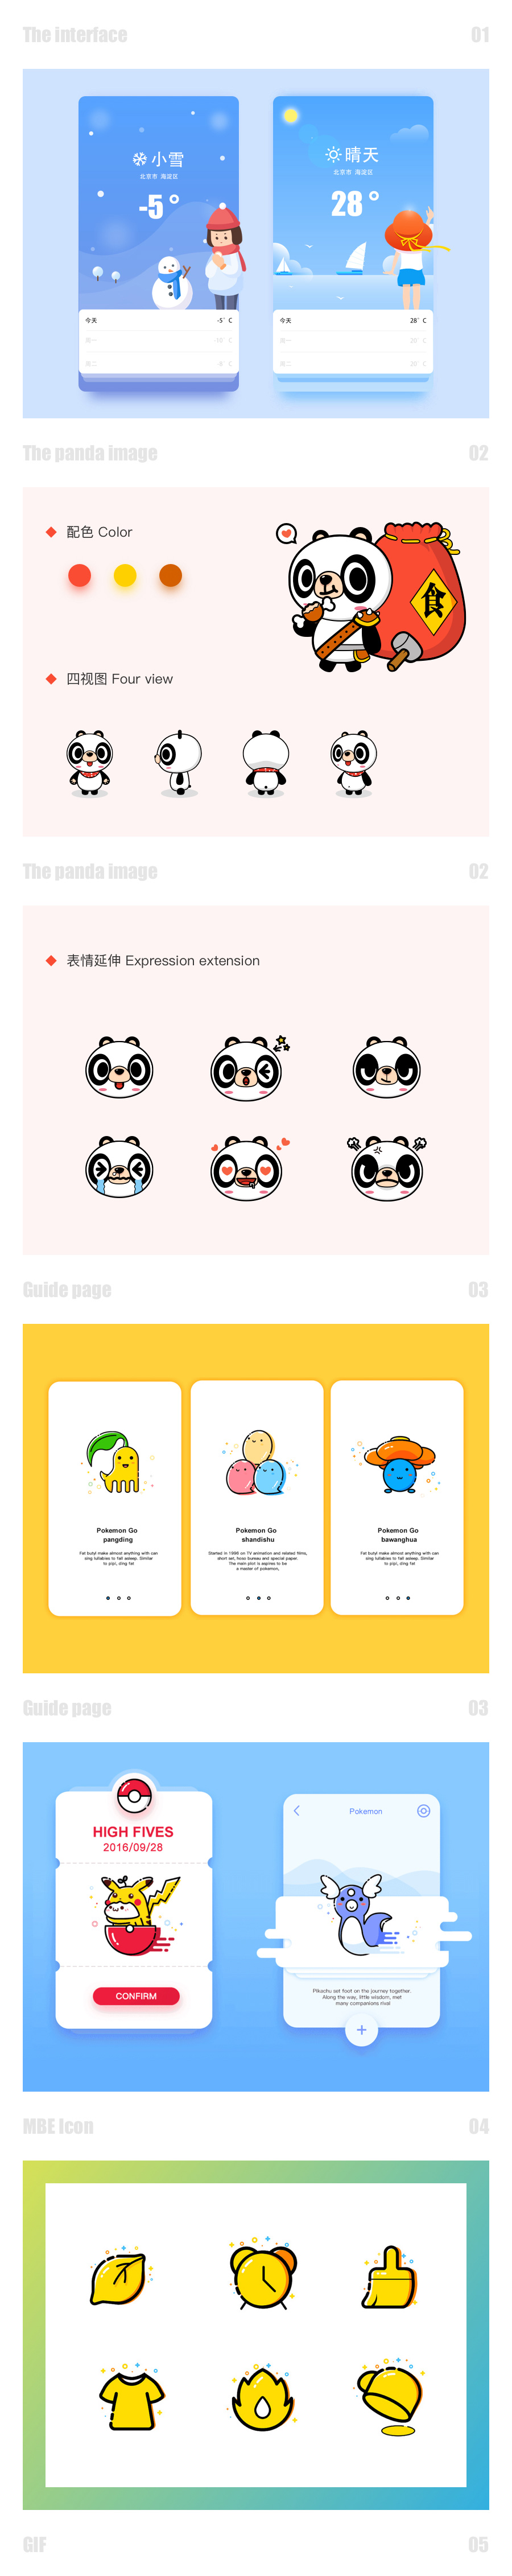 The interface 01
小雪
北京市 海淀区
-5°
今天 -5° C
周一 -10° C
周二 -8° C
晴天
北京市 海淀区
28°
今天 28° C
周一 20° C
周二 20° C
The panda image 02
配色 Color
食
四视图 Four view
The panda image 02
表情延伸 Expression extension
Guide page 03
Pokemon Go
pangding
Fat butyl make almost anything with can
sing lullabies to fall asleep. Similar
to pipi, ding fat
Pokemon Go
shandishu
Started in 1996 on TV animation and related films,
short set, focus bureau and special paper.
The main plot is aspires to be
a master of pokemon,
Pokemon Go
bawanghua
Fat butyl make almost anything with can
sing lullabies to fall asleep. Similar
to pipi, ding fat
Guide page 03
HIGH FIVES
2016/09/28
CONFIRM
Pokemon
Pikachu set foot on the journey together.
Along the way, little wisdom, met
many companions rival
MBE Icon 04
GIF 05